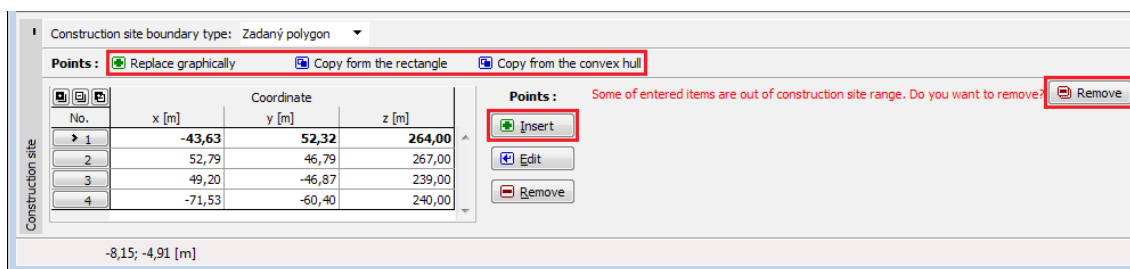 Construction site boundary type: Zadaný polygon
Points : Replace graphically Copy form the rectangle Copy from the convex hull
Coordinate
No. x [m] y [m] z [m]
1 -43,63 52,32 264,00
2 52,79 46,79 267,00
3 49,20 -46,87 239,00
4 -71,53 -60,40 240,00
Points :
Insert
Edit
Remove
Some of entered items are out of construction site range. Do you want to remove? Remove
Construction site
-8,15; -4,91 [m]